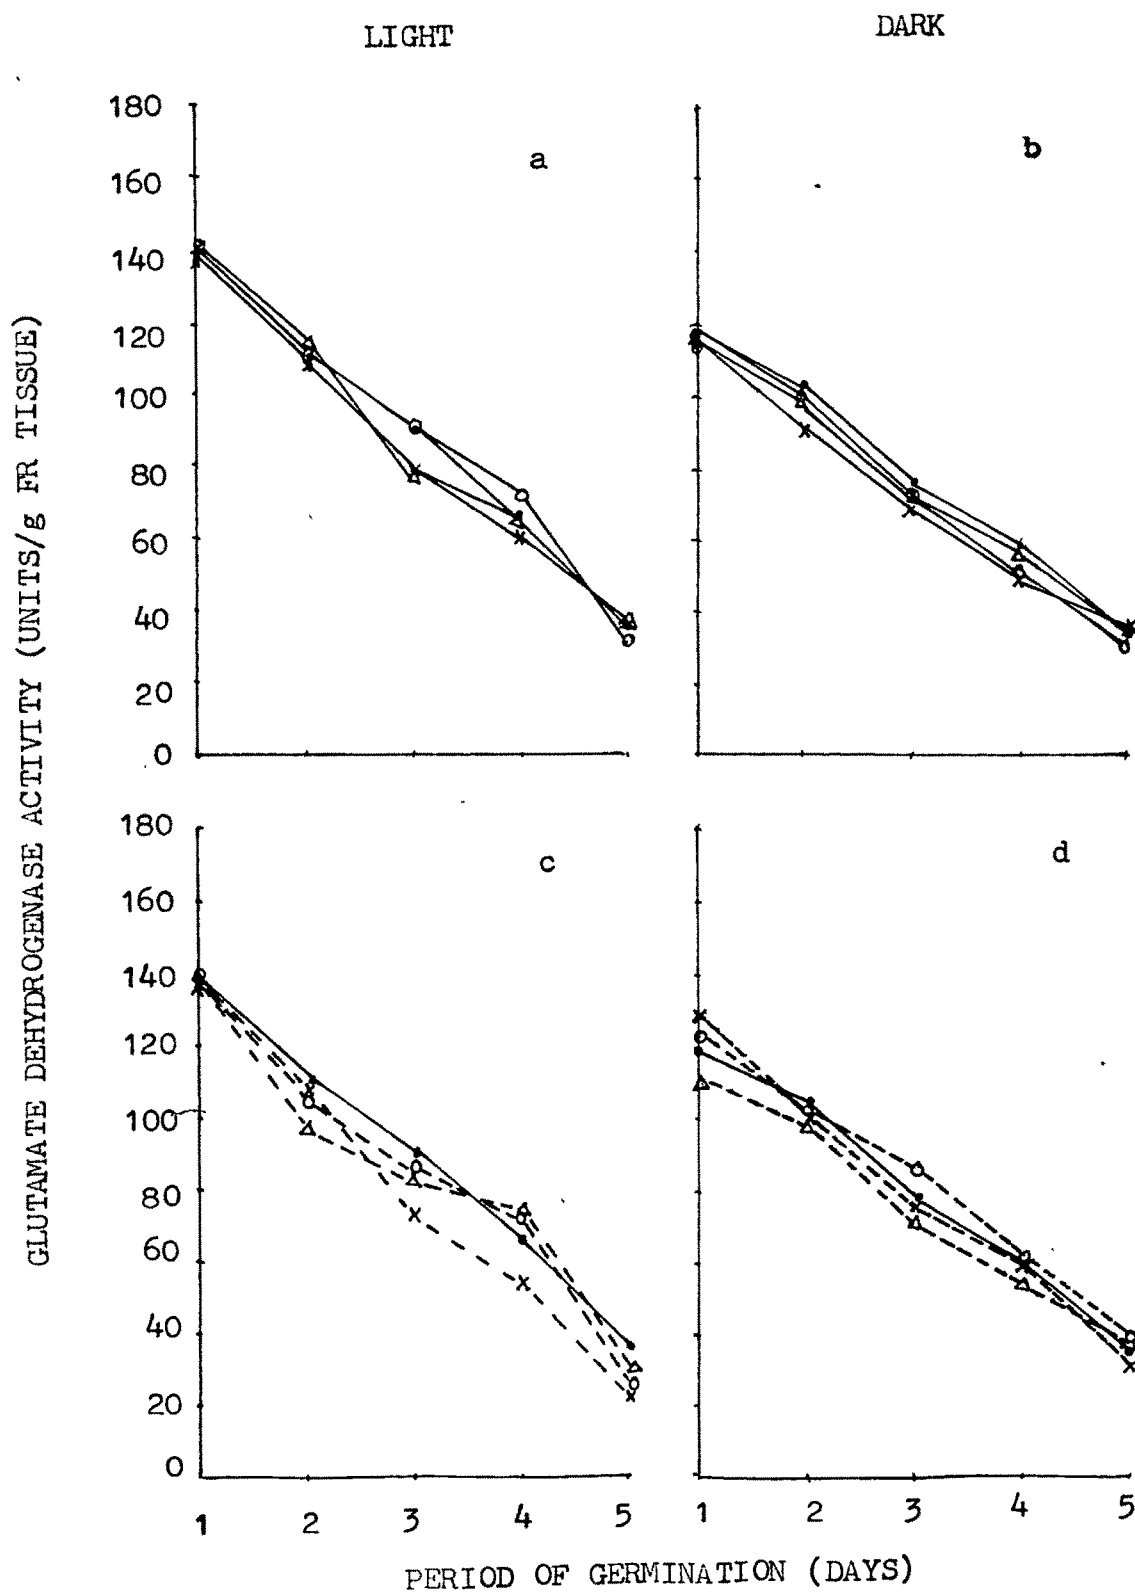 LIGHT
DARK
GLUTAMATE DEHYDROGENASE ACTIVITY (UNITS/g FR TISSUE)
180
160
140
120
100
80
60
40
20
0
a
b
180
160
140
120
100
80
60
40
20
0
c
d
1 2 3 4 5
1 2 3 4 5
PERIOD OF GERMINATION (DAYS)